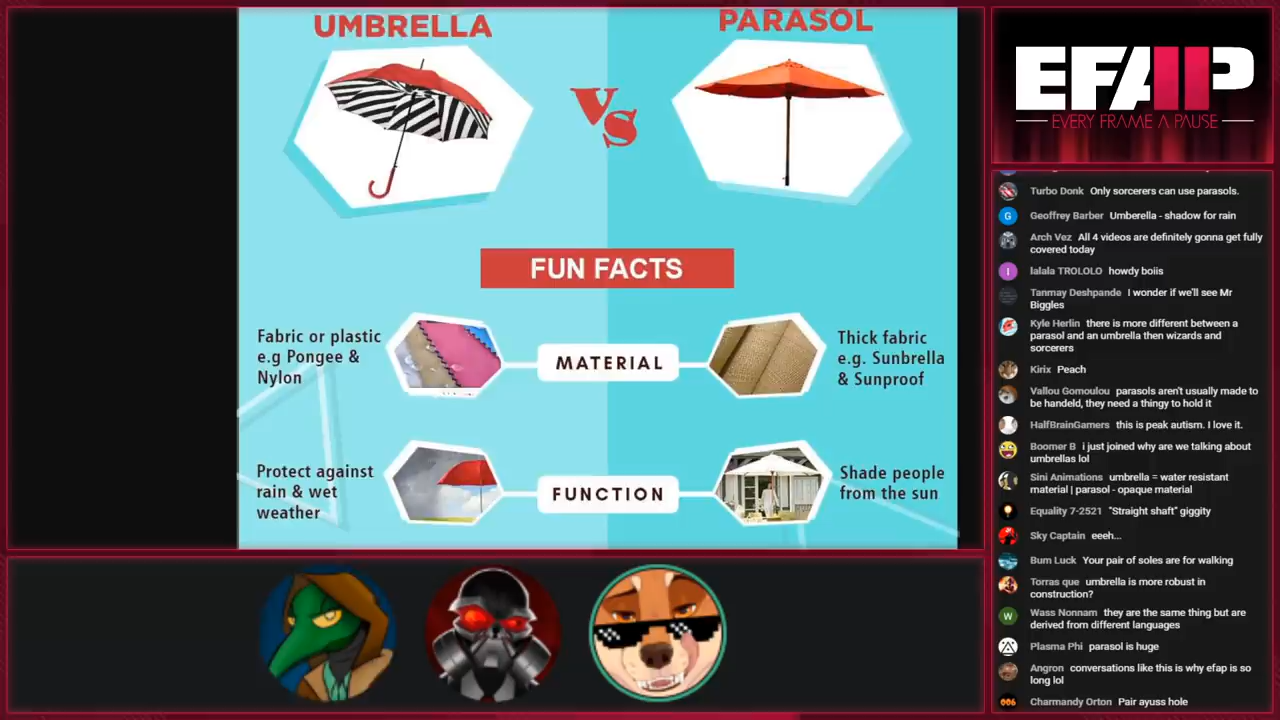 UMBRELLA
PARASOL
VS
FUN FACTS
Fabric or plastic
e.g Pongee &
Nylon
MATERIAL
Thick fabric
e.g. Sunbrella
& Sunproof
Protect against
rain & wet
weather
FUNCTION
Shade people
from the sun
EFAP
EVERY FRAME A PAUSE
Turbo Donk Only sorcerers can use parasols.
G
Geoffrey Barber Umberella - shadow for rain
Arch Vez All 4 videos are definitely gonna get fully
covered today
l
lalala TROLOLO howdy boiis
Tanmay Deshpande I wonder if we'll see Mr
Biggles
Kyle Herlin there is more different between a
parasol and an umbrella then wizards and
sorcerers
Kirix Peach
Vallou Gomoulou parasols aren't usually made to
be handeld, they need a thingy to hold it
HalfBrainGamers this is peak autism. I love it.
Boomer B i just joined why are we talking about
umbrellas lol
Sini Animations umbrella = water resistant
material | parasol - opaque material
Equality 7-2521 "Straight shaft" giggity
Sky Captain eeeh...
Bum Luck Your pair of soles are for walking
Torras que umbrella is more robust in
construction?
W
Wass Nonnam they are the same thing but are
derived from different languages
Plasma Phi parasol is huge
Angron conversations like this is why efap is so
long lol
Charmandy Orton Pair ayuss hole